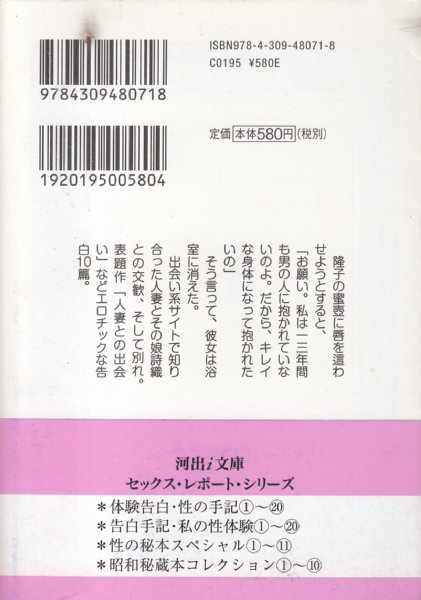 ISBN978-4-309-48071-8
C0195 ¥580E
9784309480718
定価 本体580円(税別)
1920195005804
隆子の蜜壺に唇を這わ
せようとすると、
「お願い。私は一三年間
も男の人に抱かれていな
いのよ。だから、キレイ
な身体になって抱かれた
いの」
そう言って、彼女は浴
室に消えた。
出会い系サイトで知り
合った人妻とその娘詩織
との交歓、そして別れ。
表題作「人妻との出会
い」などエロチックな告
白10篇。
河出i文庫
セックス・レポート・シリーズ
*体験告白・性の手記①〜⑳
*告白手記・私の性体験①〜⑳
*性の秘本スペシャル①〜⑪
*昭和秘蔵本コレクション①〜⑩